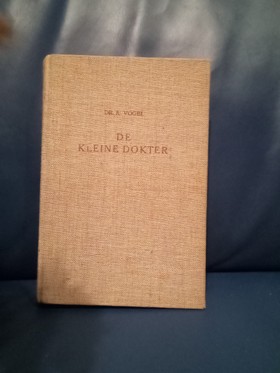 DR. A. VOGEL
DE
KLEINE DOKTER